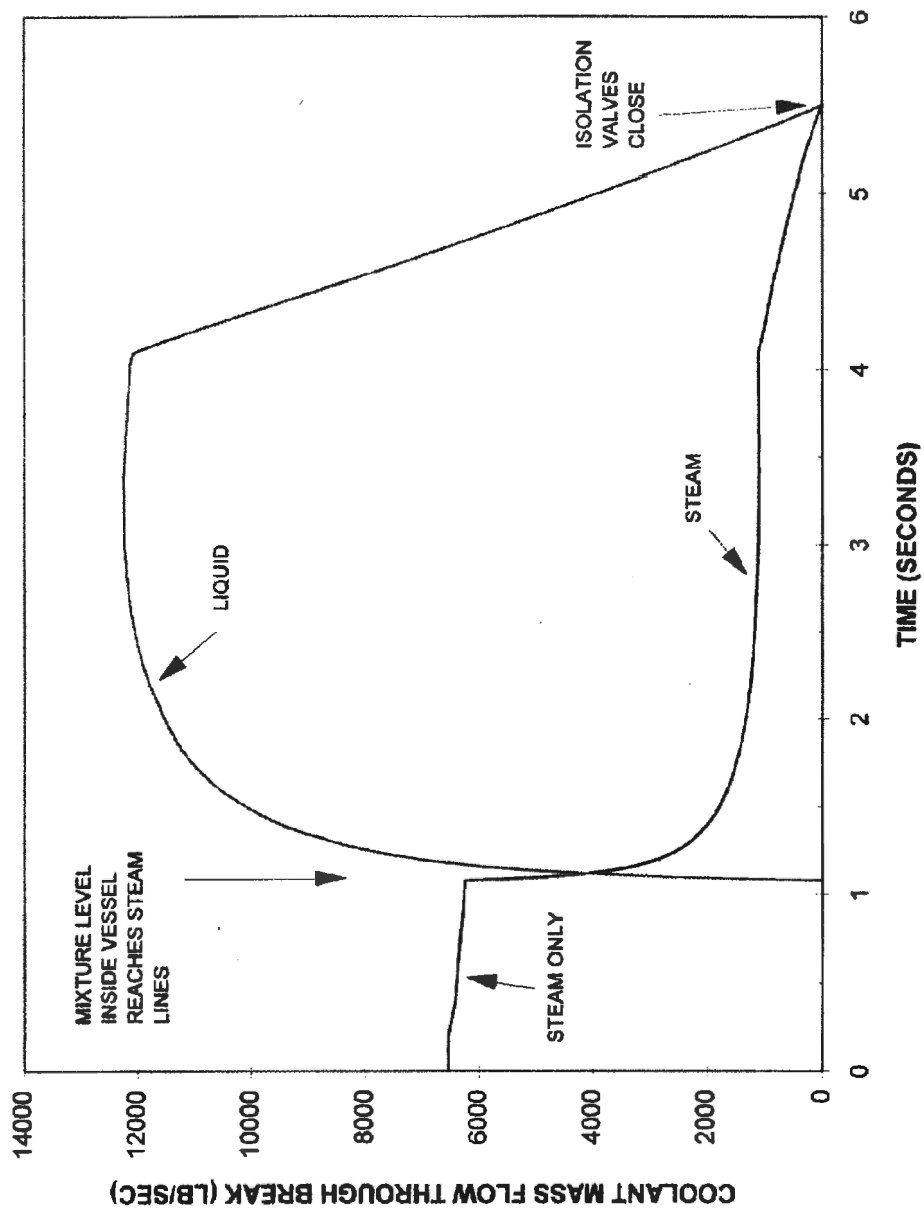 COOLANT MASS FLOW THROUGH BREAK (LB/SEC)
14000
12000
10000
8000
6000
4000
2000
0
MIXTURE LEVEL
INSIDE VESSEL
REACHES STEAM
LINES
LIQUID
STEAM ONLY
STEAM
ISOLATION
VALVES
CLOSE
0
1
2
3
4
5
6
TIME (SECONDS)